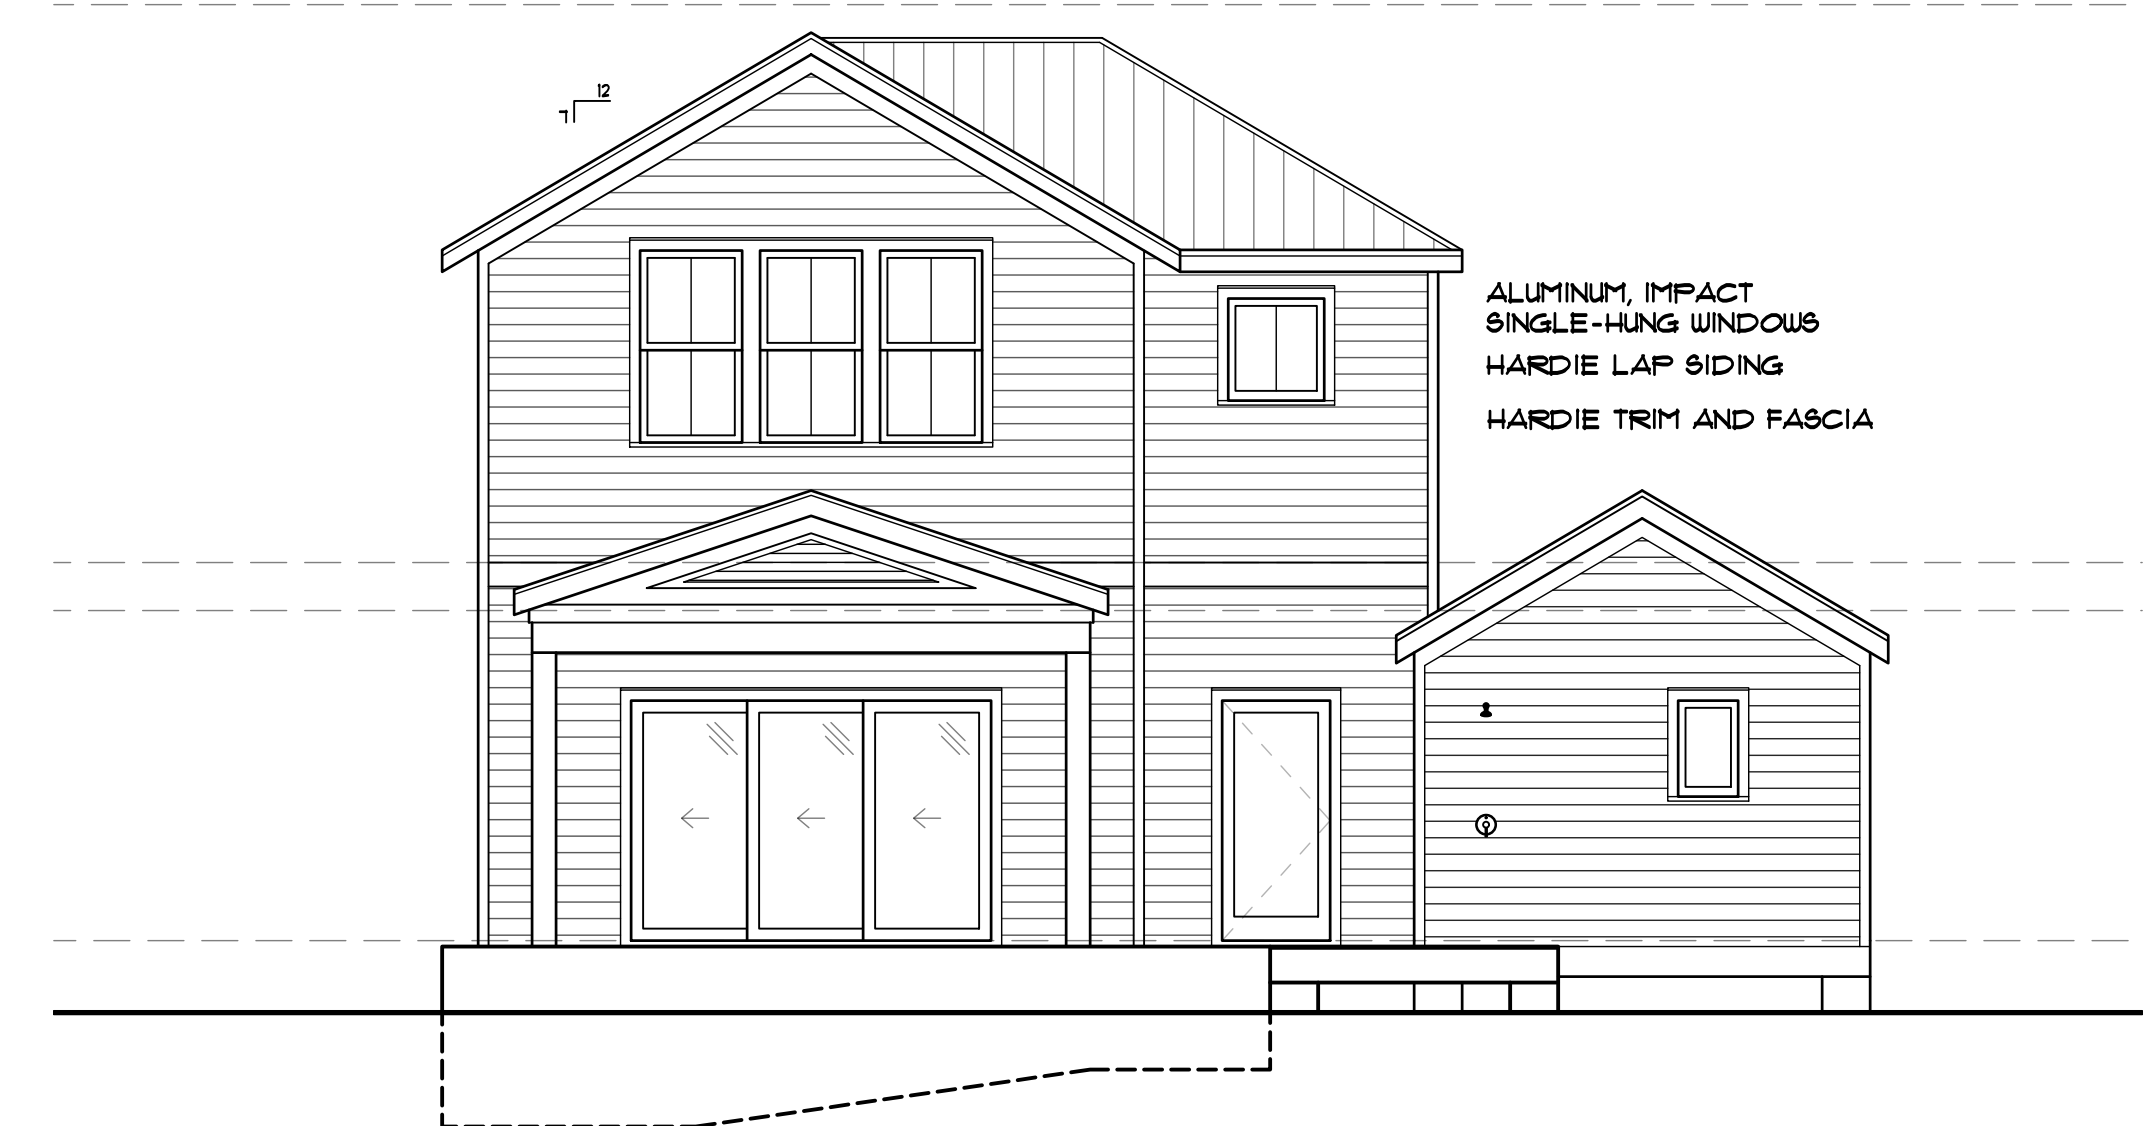 12
7
ALUMINUM, IMPACT
SINGLE-HUNG WINDOWS
HARDIE LAP SIDING
HARDIE TRIM AND FASCIA